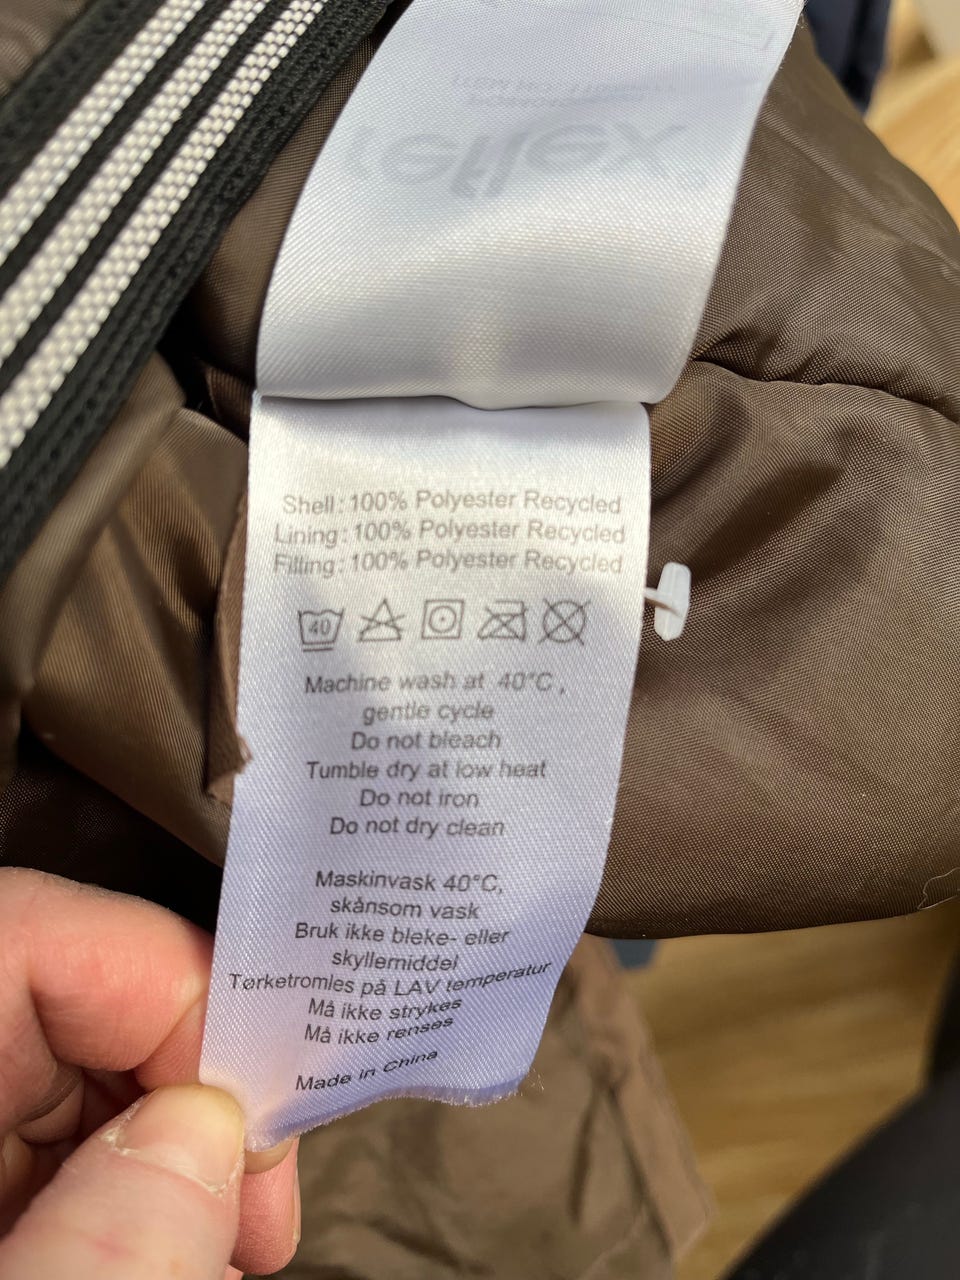 reflex
Shell: 100% Polyester Recycled
Lining: 100% Polyester Recycled
Filling: 100% Polyester Recycled
40
Machine wash at 40°C,
gentle cycle
Do not bleach
Tumble dry at low heat
Do not iron
Do not dry clean
Maskinvask 40°C,
skånsom vask
Bruk ikke bleke- eller
skyllemiddel
Tørketromles på LAV temperatur
Må ikke strykes
Må ikke renses
Made in China